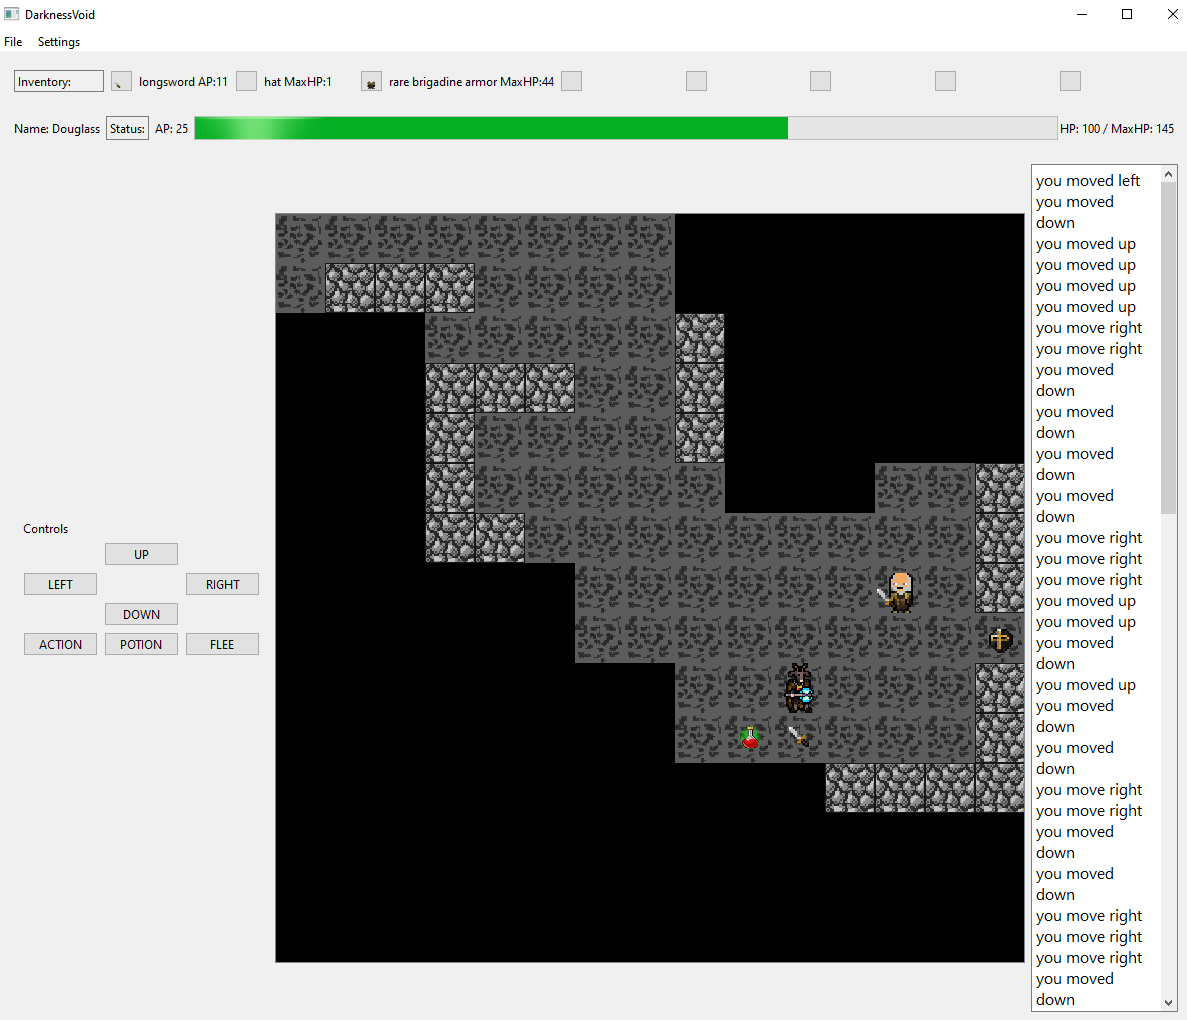 DarknessVoid
File Settings
Inventory: longsword AP:11 hat MaxHP:1 rare brigadine armor MaxHP:44
Name: Douglass Status: AP: 25 HP: 100 / MaxHP: 145
you moved left
you moved
down
you moved up
you moved up
you moved up
you moved up
you move right
you move right
you moved
down
you moved
down
you moved
down
you moved
down
you move right
you move right
you move right
you moved up
you moved up
you moved
down
you moved up
you moved
down
you moved
down
you move right
you move right
you moved
down
you moved
down
you move right
you move right
you move right
you moved
down
Controls
UP
LEFT RIGHT
DOWN
ACTION POTION FLEE